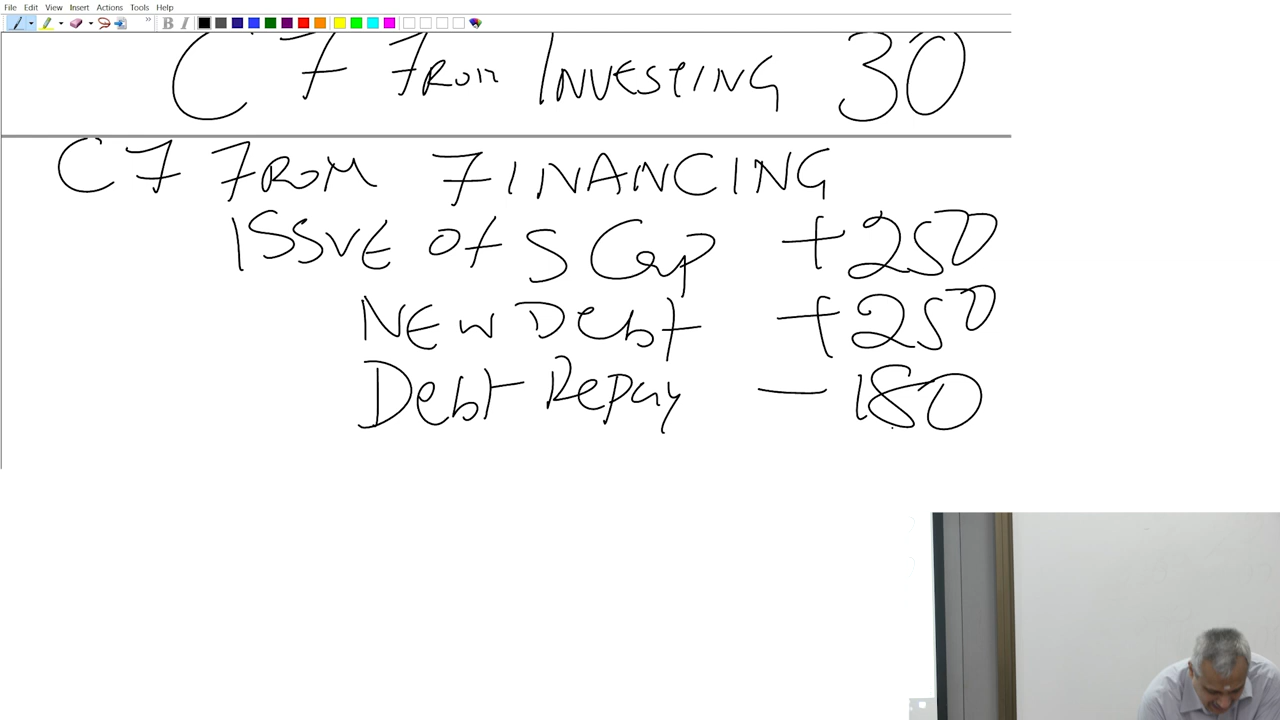 File Edit View Insert Actions Tools Help
B I
CF FROM INVESTING 30
CF FROM FINANCING
ISSUE Of S Cap +250
NEW Debt +250
Debt Repay - 180